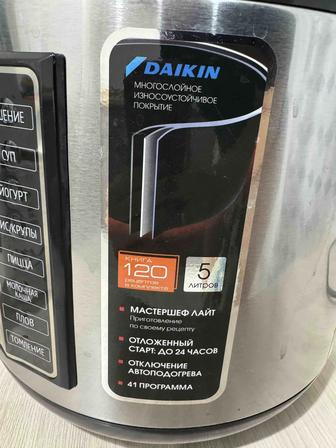 DAIKIN
МНОГОСЛОЙНОЕ
ИЗНОСОУСТОЙЧИВОЕ
ПОКРЫТИЕ
КНИГА
120
рецептов
в комплекте
5
ЛИТРОВ
МАСТЕРШЕФ ЛАЙТ
Приготовление
по своему рецепту
ОТЛОЖЕННЫЙ
СТАРТ: ДО 24 ЧАСОВ
ОТКЛЮЧЕНИЕ
АВТОПОДОГРЕВА
41 ПРОГРАММА
СУП
ЙОГУРТ
ИС/КРУПЫ
ПИЦЦА
МОЛОЧНАЯ
КАША
ПЛОВ
ТОМЛЕНИЕ